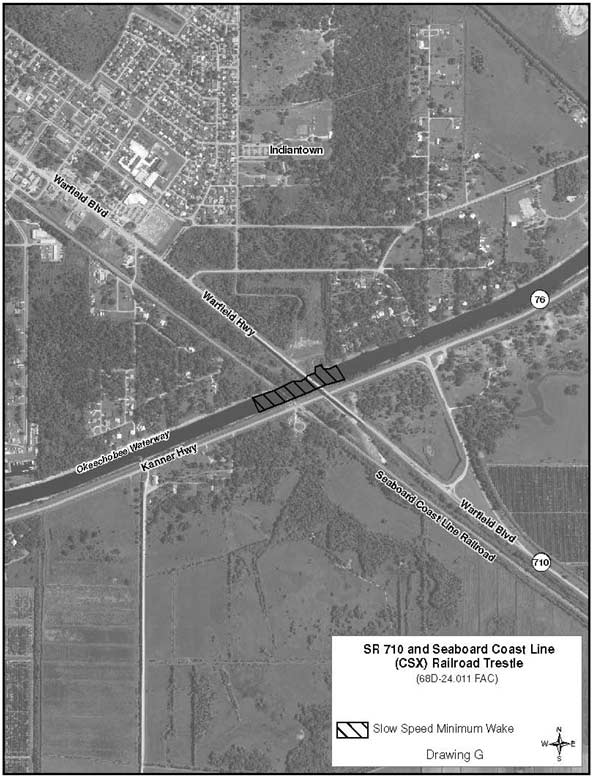 Indiantown
Warfield Blvd
Warfield Hwy
76
Okeechobee Waterway
Kanner Hwy
Seaboard Coast Line Railroad
Warfield Blvd
710
SR 710 and Seaboard Coast Line
(CSX) Railroad Trestle
(68D-24.011 FAC)
Slow Speed Minimum Wake
Drawing G
N
W E
S